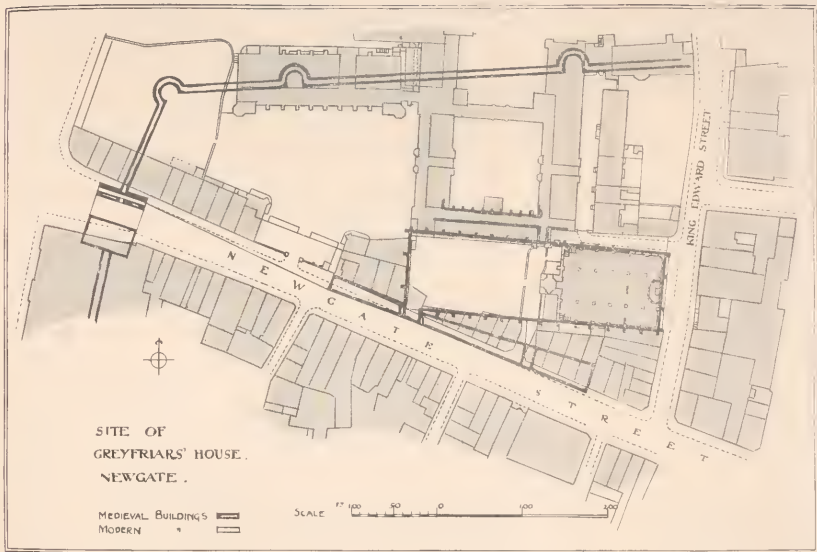 KING EDWARD STREET
NEWGATE STREET
SITE OF
GREYFRIARS' HOUSE.
NEWGATE.
MEDIEVAL BUILDINGS
MODERN "
SCALE FT 100 50 0 100 200